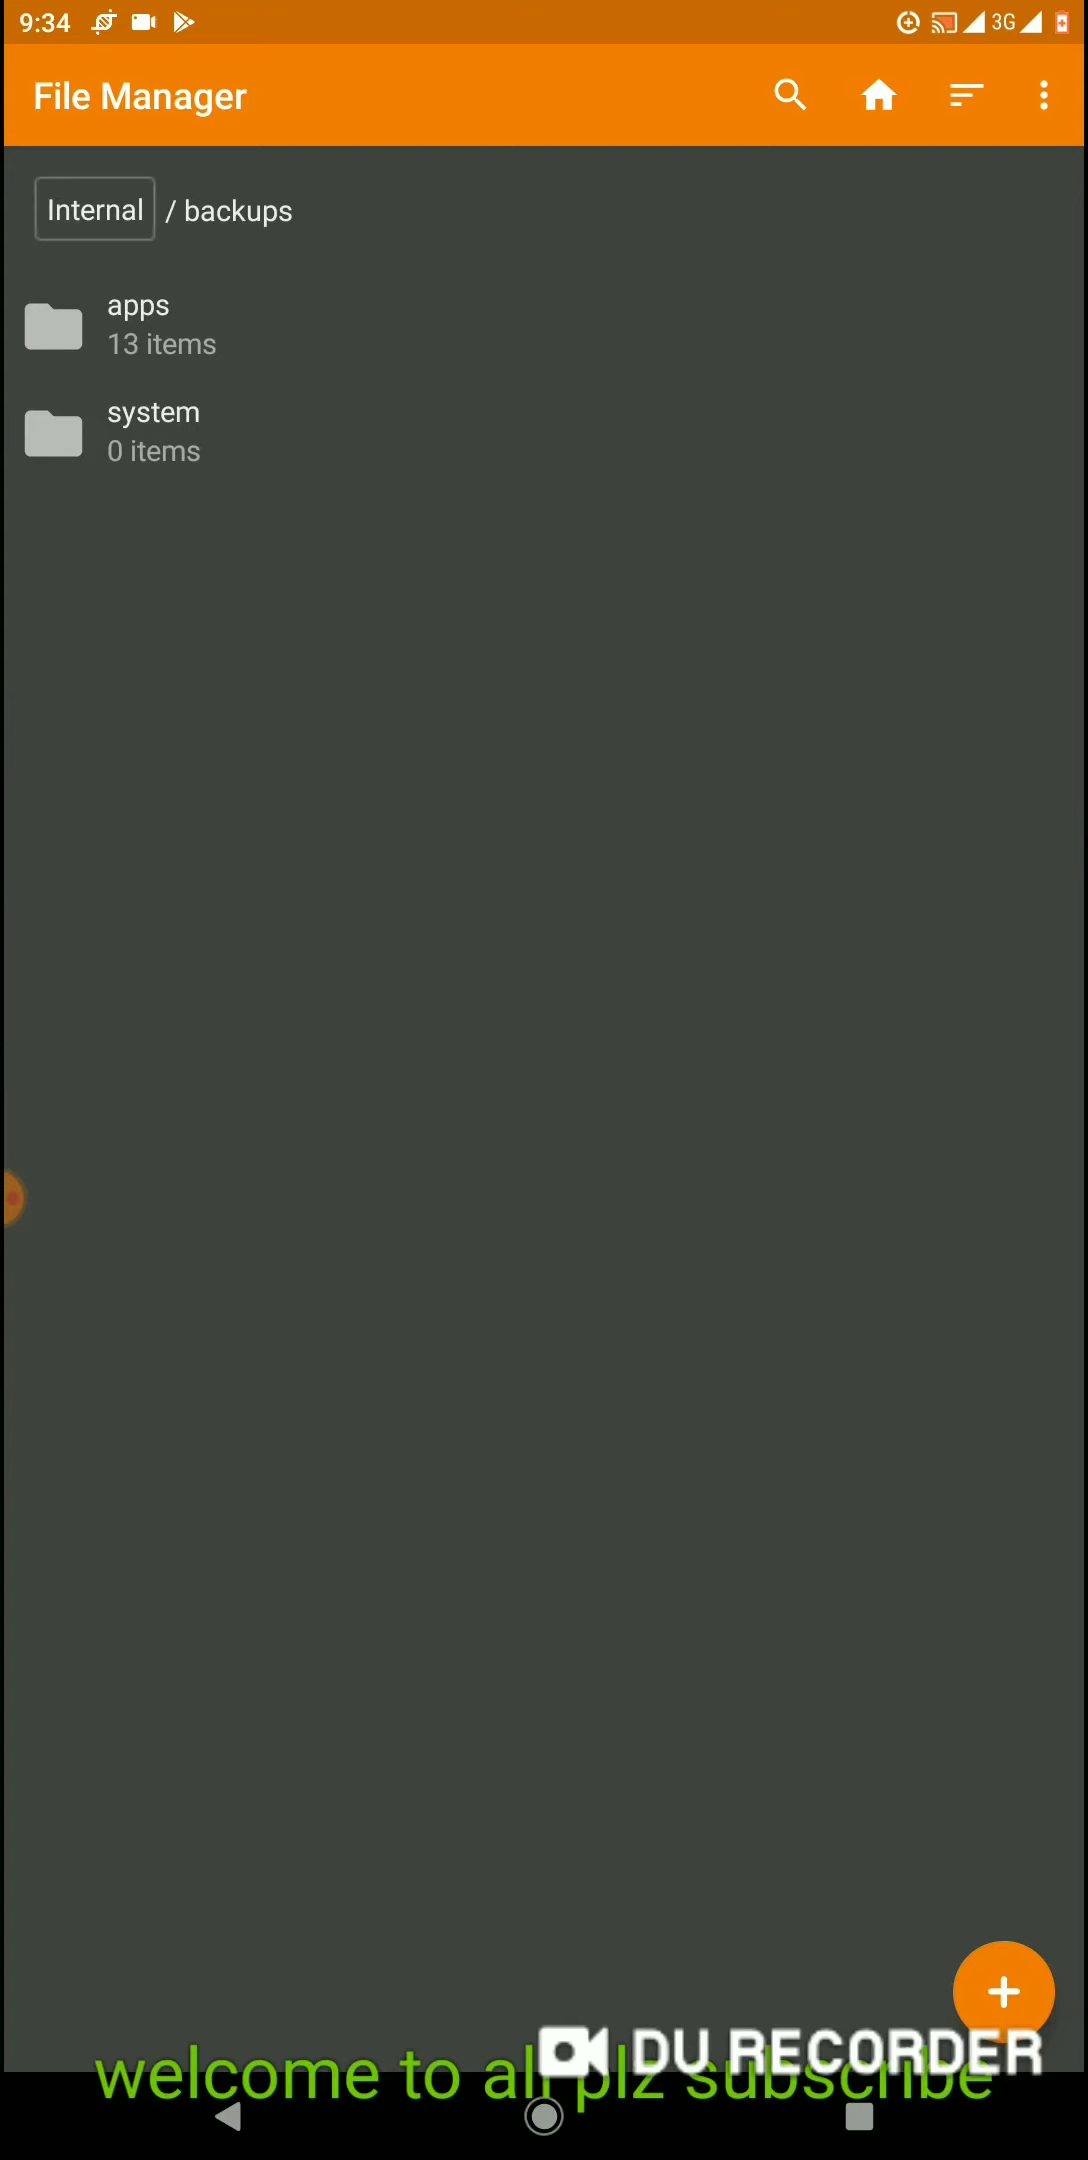 9:34
3G
File Manager
Internal / backups
apps
13 items
system
0 items
DU RECORDER
welcome to all plz subscribe